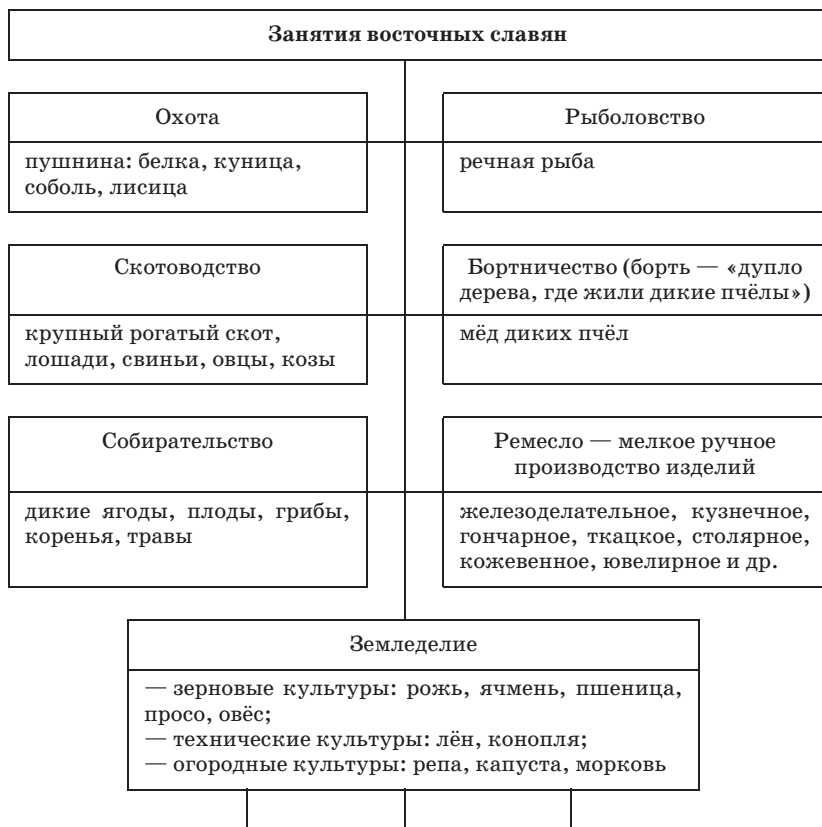 Занятия восточных славян
Охота
пушнина: белка, куница,
соболь, лисица
Рыболовство
речная рыба
Скотоводство
крупный рогатый скот,
лошади, свиньи, овцы, козы
Бортничество (борть — «дупло
дерева, где жили дикие пчёлы»)
мёд диких пчёл
Собирательство
дикие ягоды, плоды, грибы,
коренья, травы
Ремесло — мелкое ручное
производство изделий
железоделательное, кузнечное,
гончарное, ткацкое, столярное,
кожевенное, ювелирное и др.
Земледелие
— зерновые культуры: рожь, ячмень, пшеница,
просо, овёс;
— технические культуры: лён, конопля;
— огородные культуры: репа, капуста, морковь